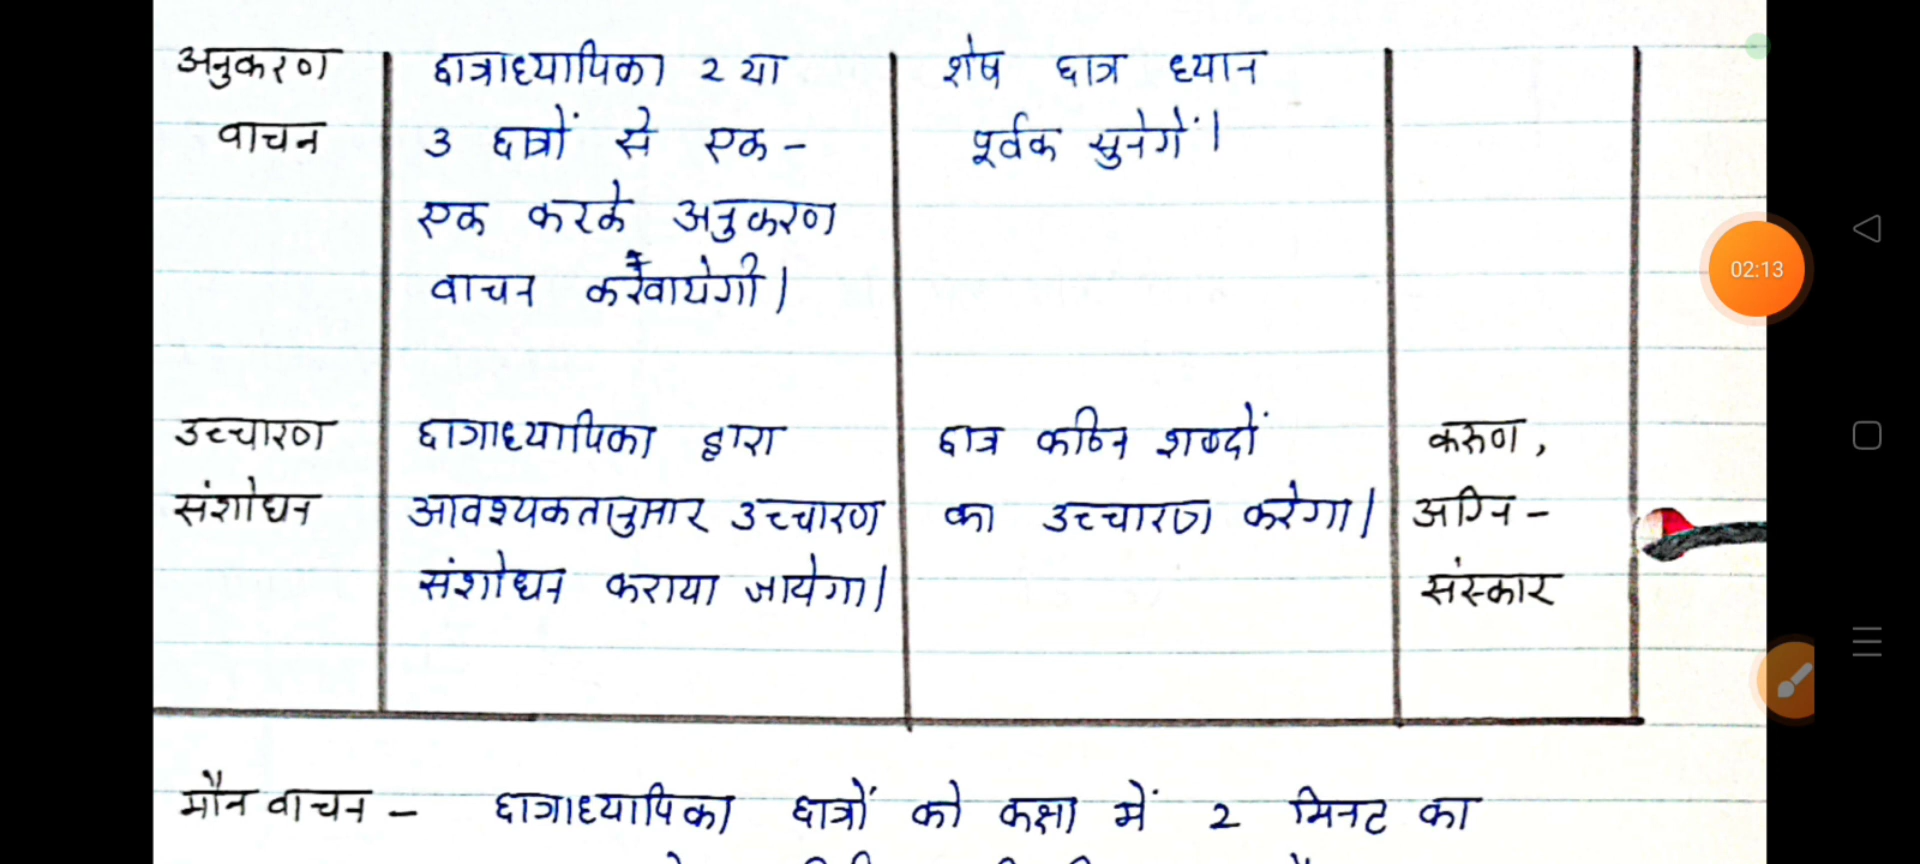 अनुकरण छात्राध्यापिका 2 या शेष छात्र ध्यान
वाचन 3 छात्रों से एक - पूर्वक सुनेगें।
एक करके अनुकरण
वाचन करवायेगी।
उच्चारण छात्राध्यापिका द्वारा छात्र कठिन शब्दों करुण,
संशोधन आवश्यकतानुसार उच्चारण का उच्चारण करेगा। अग्नि -
संशोधन कराया जायेगा। संस्कार
मौन वाचन - छात्राध्यापिका छात्रों को कक्षा में 2 मिनट का
02:13